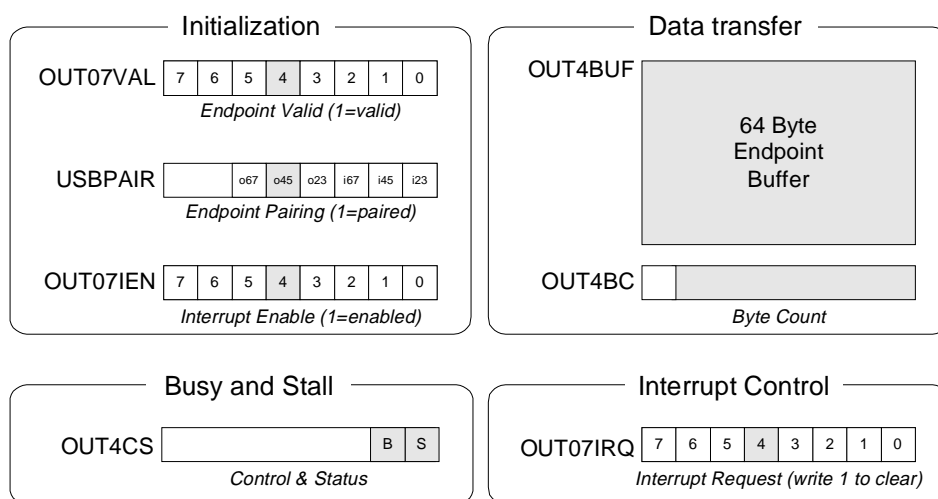 Initialization
OUT07VAL 7 6 5 4 3 2 1 0
Endpoint Valid (1=valid)
USBPAIR o67 o45 o23 i67 i45 i23
Endpoint Pairing (1=paired)
OUT07IEN 7 6 5 4 3 2 1 0
Interrupt Enable (1=enabled)
Data transfer
OUT4BUF
64 Byte
Endpoint
Buffer
OUT4BC
Byte Count
Busy and Stall
OUT4CS B S
Control & Status
Interrupt Control
OUT07IRQ 7 6 5 4 3 2 1 0
Interrupt Request (write 1 to clear)